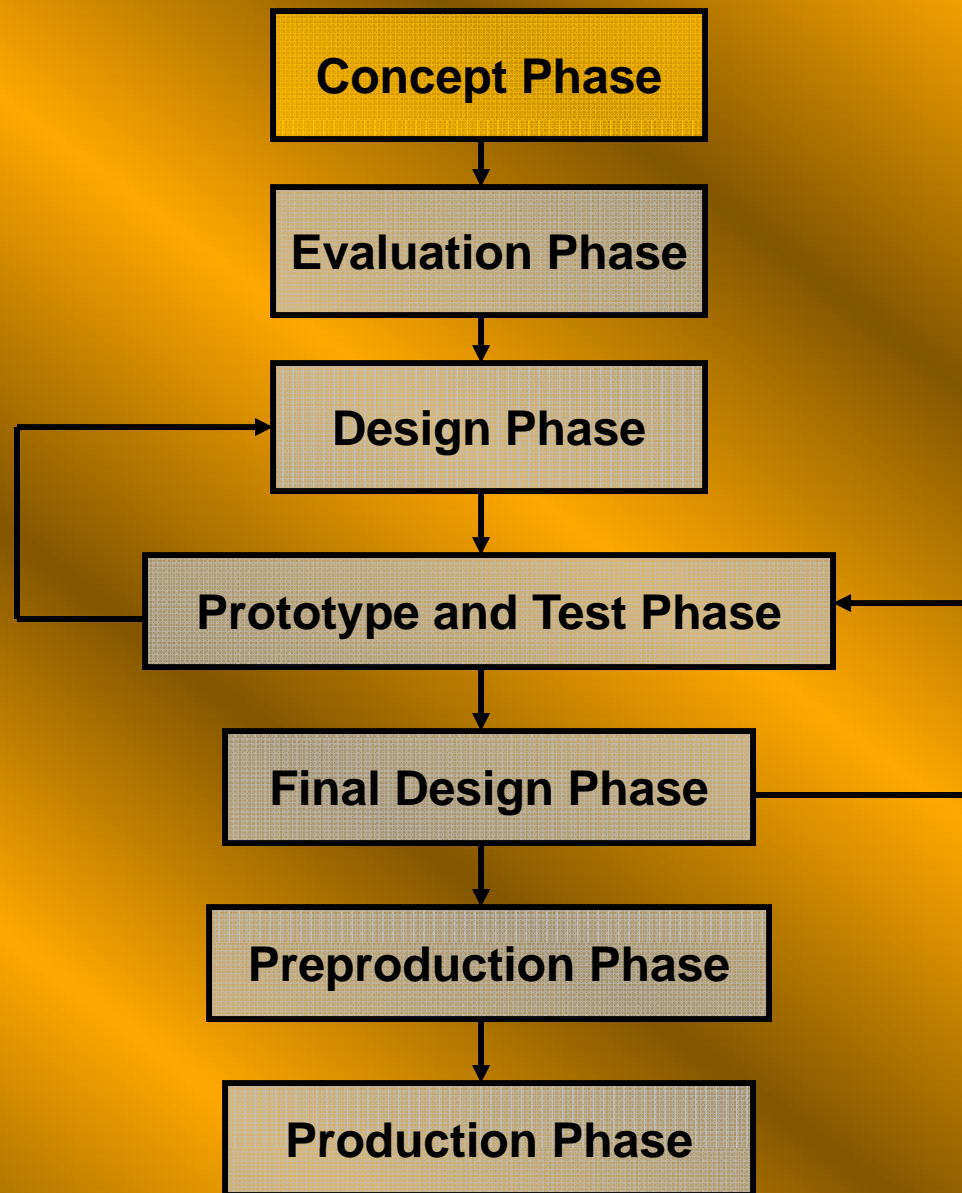 Concept Phase
Evaluation Phase
Design Phase
Prototype and Test Phase
Final Design Phase
Preproduction Phase
Production Phase